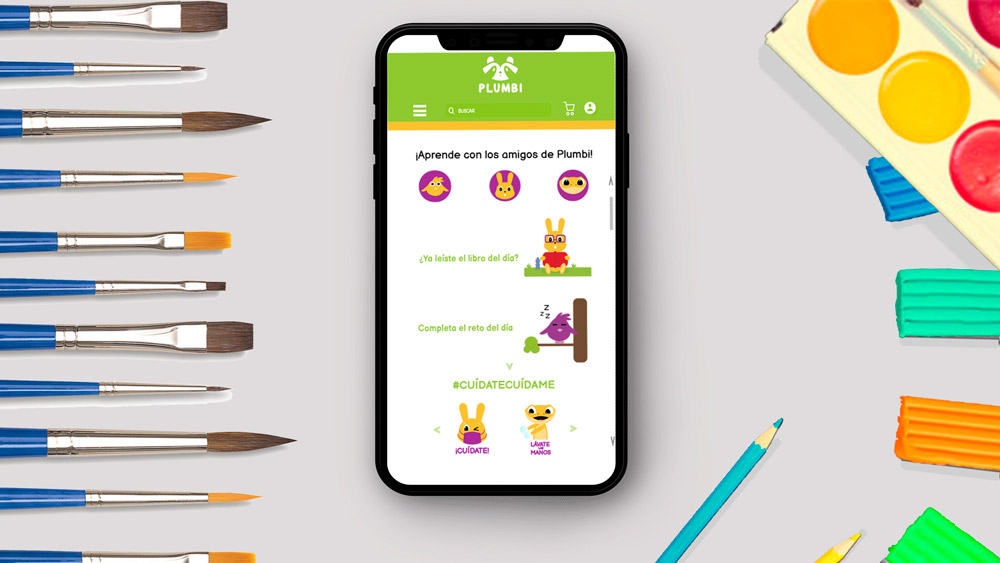 PLUMBI
BUSCAR
¡Aprende con los amigos de Plumbi!
¿Ya leíste el libro del día?
z
z
z
Completa el reto del día
#CUÍDATECUÍDAME
¡CUÍDATE!
LÁVATE
LAS
MANOS